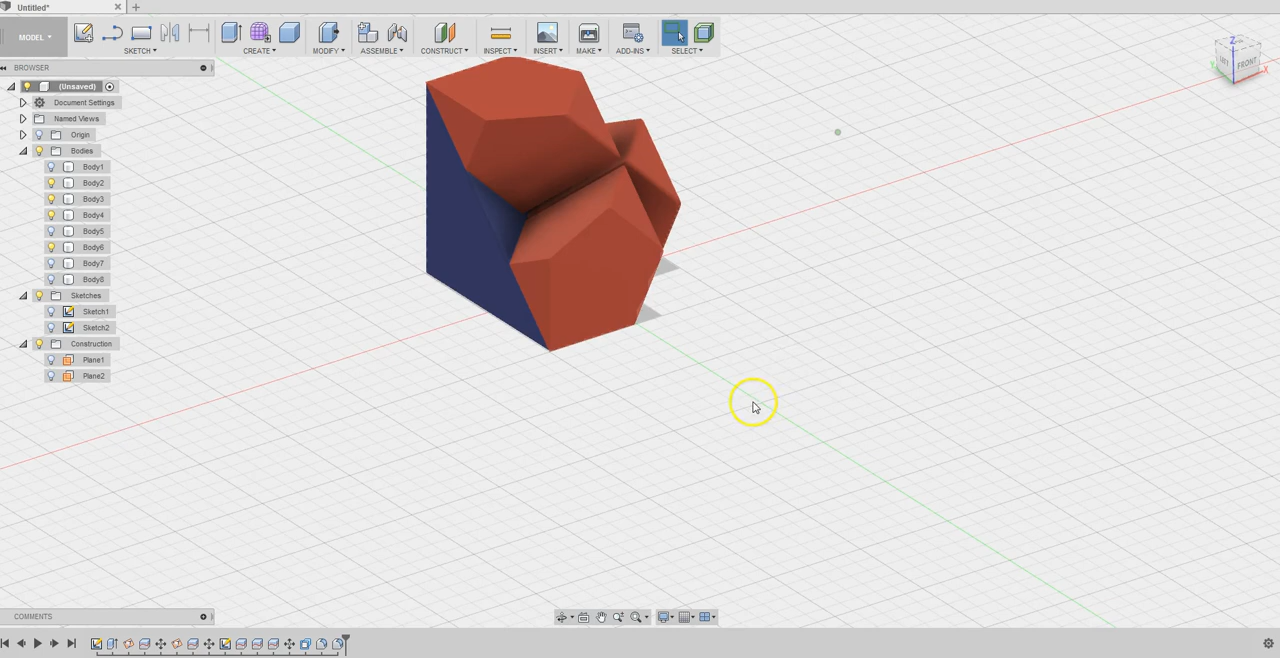 Untitled*
MODEL
SKETCH
CREATE
MODIFY
ASSEMBLE
CONSTRUCT
INSPECT
INSERT
MAKE
ADD-INS
SELECT
BROWSER
(Unsaved)
Document Settings
Named Views
Origin
Bodies
Body1
Body2
Body3
Body4
Body5
Body6
Body7
Body8
Sketches
Sketch1
Sketch2
Construction
Plane1
Plane2
Z
LEFT
FRONT
X
Y
COMMENTS